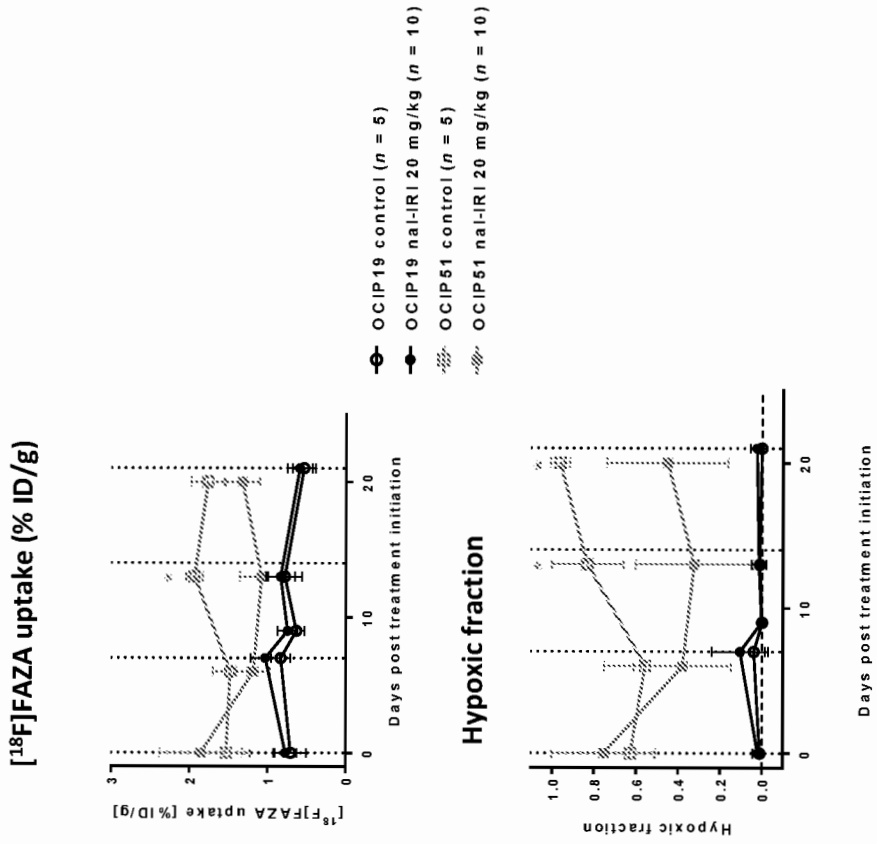 [18F]FAZA uptake (% ID/g)
[18F]FAZA uptake [%ID/g]
3
2
1
0
0
10
20
*
Days post treatment initiation
OCIP19 control (n = 5)
OCIP19 nal-IRI 20 mg/kg (n = 10)
OCIP51 control (n = 5)
OCIP51 nal-IRI 20 mg/kg (n = 10)
Hypoxic fraction
Hypoxic fraction
1.0
0.8
0.6
0.4
0.2
0.0
0
10
20
*
*
Days post treatment initiation